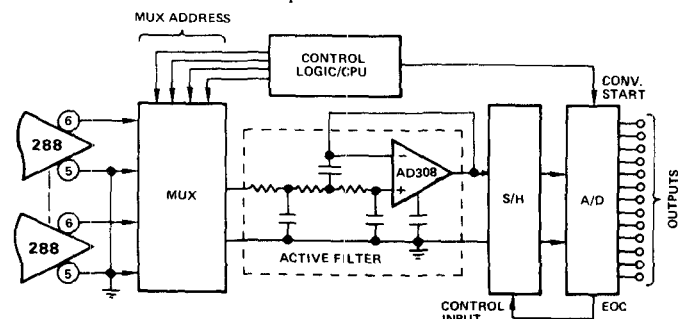 MUX ADDRESS
CONTROL
LOGIC/CPU
CONV.
START
6
288
5
6
288
5
MUX
AD308
−
+
ACTIVE FILTER
S/H
A/D
OUTPUTS
CONTROL
INPUT
EOC